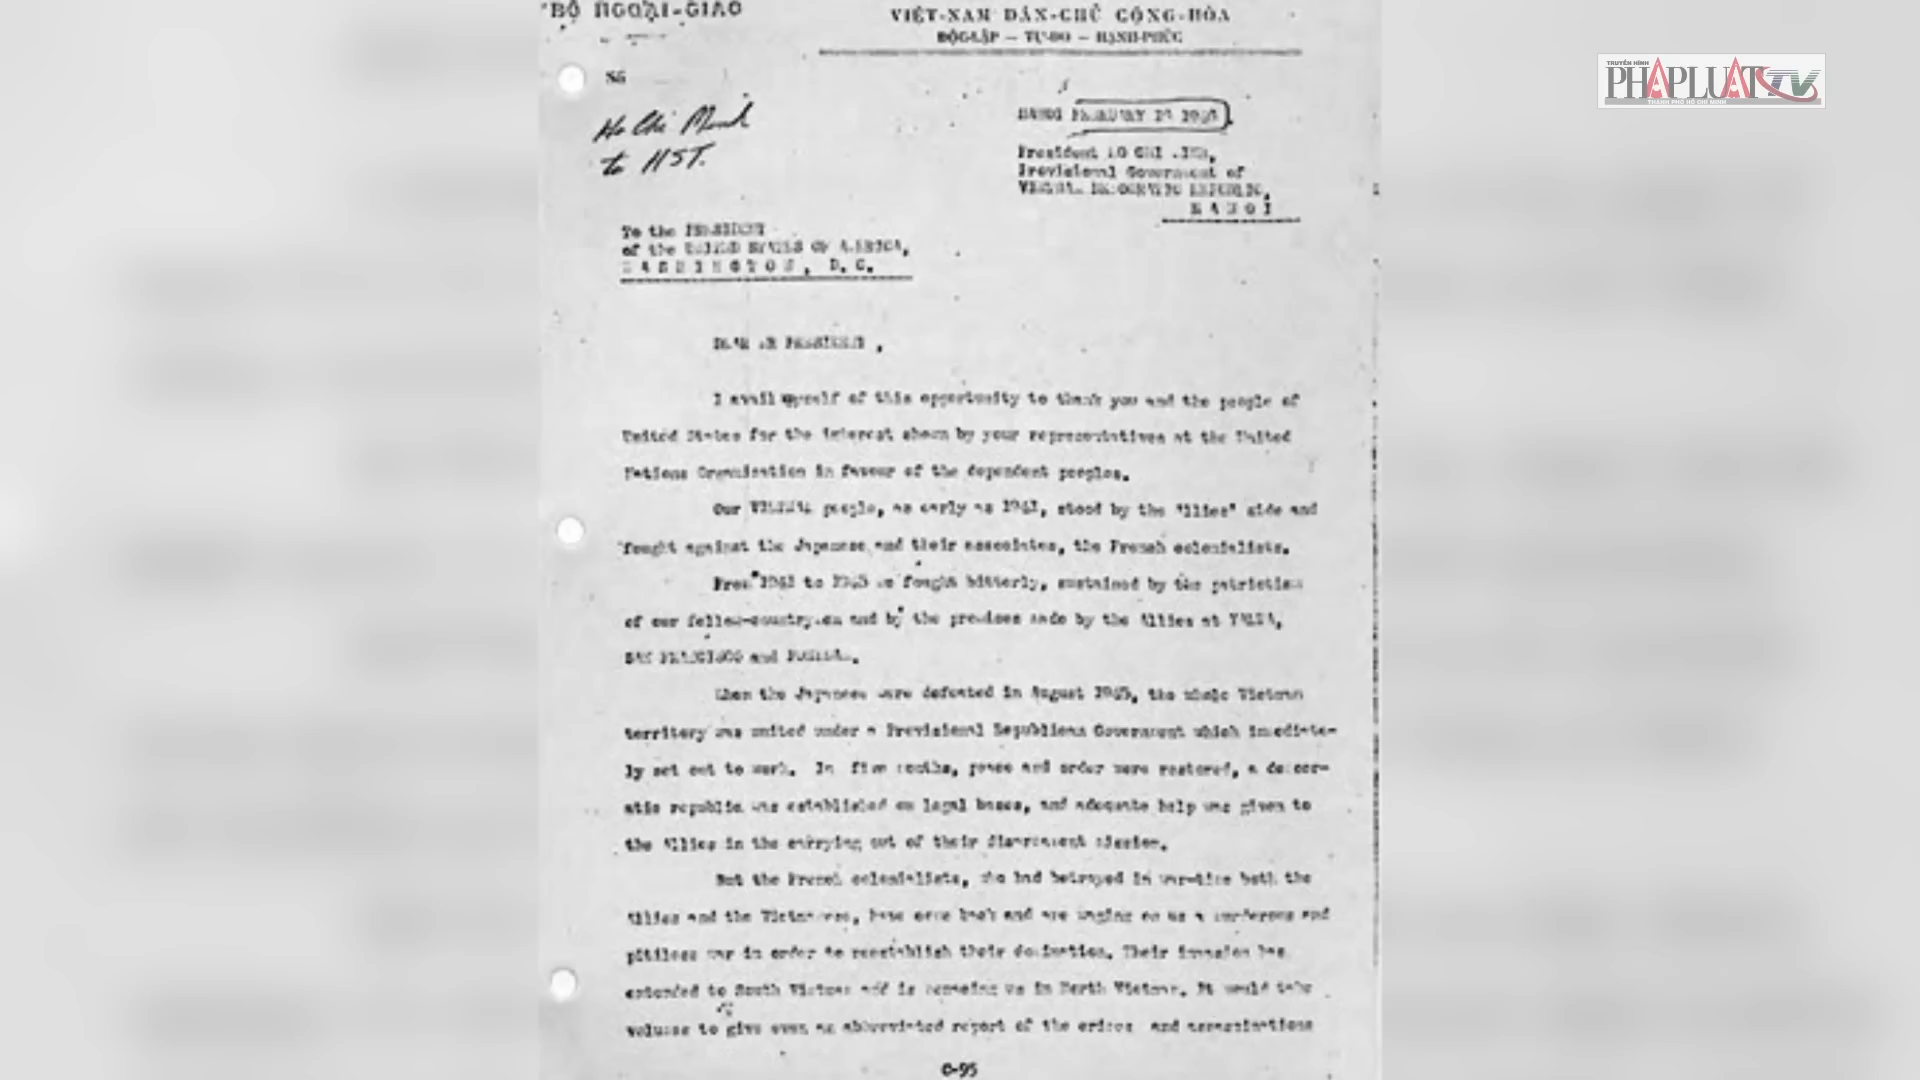 BỘ NGOẠI-GIAO
VIỆT-NAM DÂN-CHỦ CỘNG-HÒA
ĐỘC-LẬP — TỰ-DO — HẠNH-PHÚC
TRUYỀN HÌNH
PHÁPLUẬTTV
THÀNH PHỐ HỒ CHÍ MINH
Ho Chi Minh
to HST.
HANOI FEBRUARY
President HO CHI MINH,
Provisional Government of
VIETNAM DEMOCRATIC REPUBLIC,
HANOI
To the PRESIDENT
of the UNITED STATES OF AMERICA,
WASHINGTON, D. C.
DEAR MR PRESIDENT,
I avail myself of this opportunity to thank you and the people of
United States for the interest shown by your representatives at the United
Nations Organization in favour of the dependent peoples.
Our VIETNAM people, as early as 1941, stood by the Allies' side and
fought against the Japanese and their associates, the French colonialists.
From 1941 to 1945 we fought bitterly, sustained by the patriotism
of our fellow-countrymen and by the promises made by the Allies at YALTA,
SAN FRANCISCO and POTSDAM.
When the Japanese were defeated in August 1945, the whole Vietnam
territory was united under a Provisional Republican Government which immediate-
ly set out to work. In five months, peace and order were restored, a democr-
atic republic was established on legal bases, and adequate help was given to
the Allies in the carrying out of their disarmament mission.
But the French colonialists, who had betrayed in war-time both the
Allies and the Vietnamese, have come back and are waging on us a murderous and
pitiless war in order to reestablish their domination. Their invasion has
extended to South Vietnam and is menacing us in North Vietnam. It would take
volumes to give even an abbreviated report of the crimes and assassinations
C-95